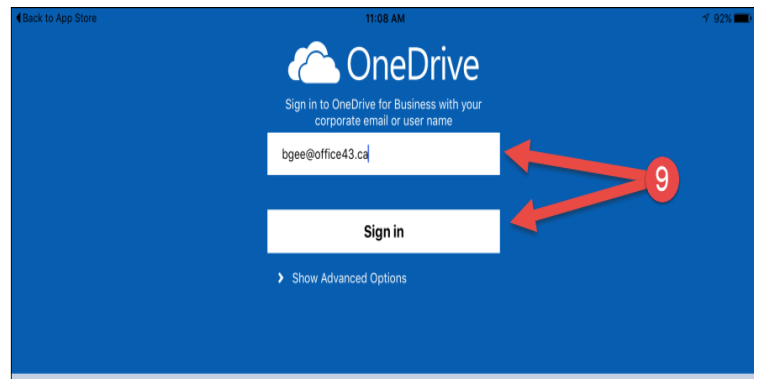 Back to App Store 11:08 AM 92%
OneDrive
Sign in to OneDrive for Business with your
corporate email or user name
bgee@office43.ca
9
Sign in
Show Advanced Options